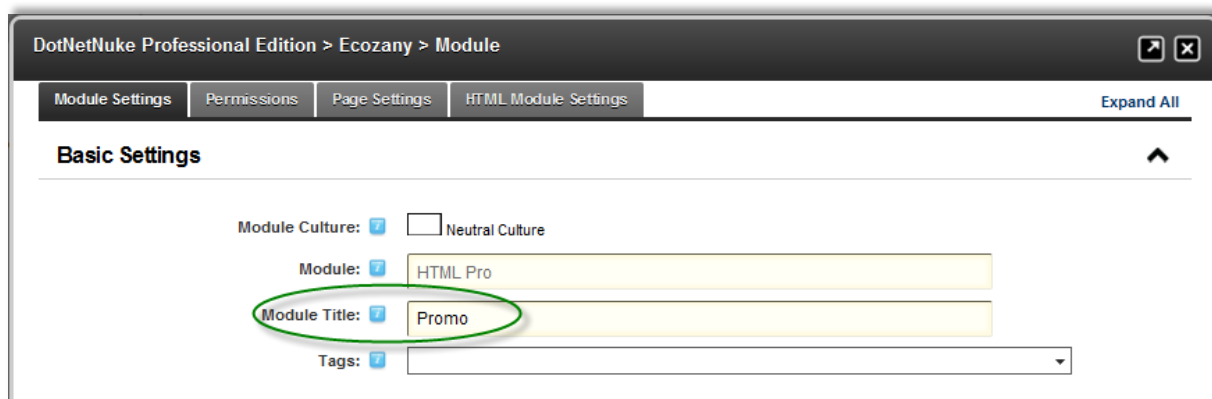 DotNetNuke Professional Edition > Ecozany > Module
Module Settings Permissions Page Settings HTML Module Settings Expand All
Basic Settings
Module Culture: Neutral Culture
Module: HTML Pro
Module Title: Promo
Tags: